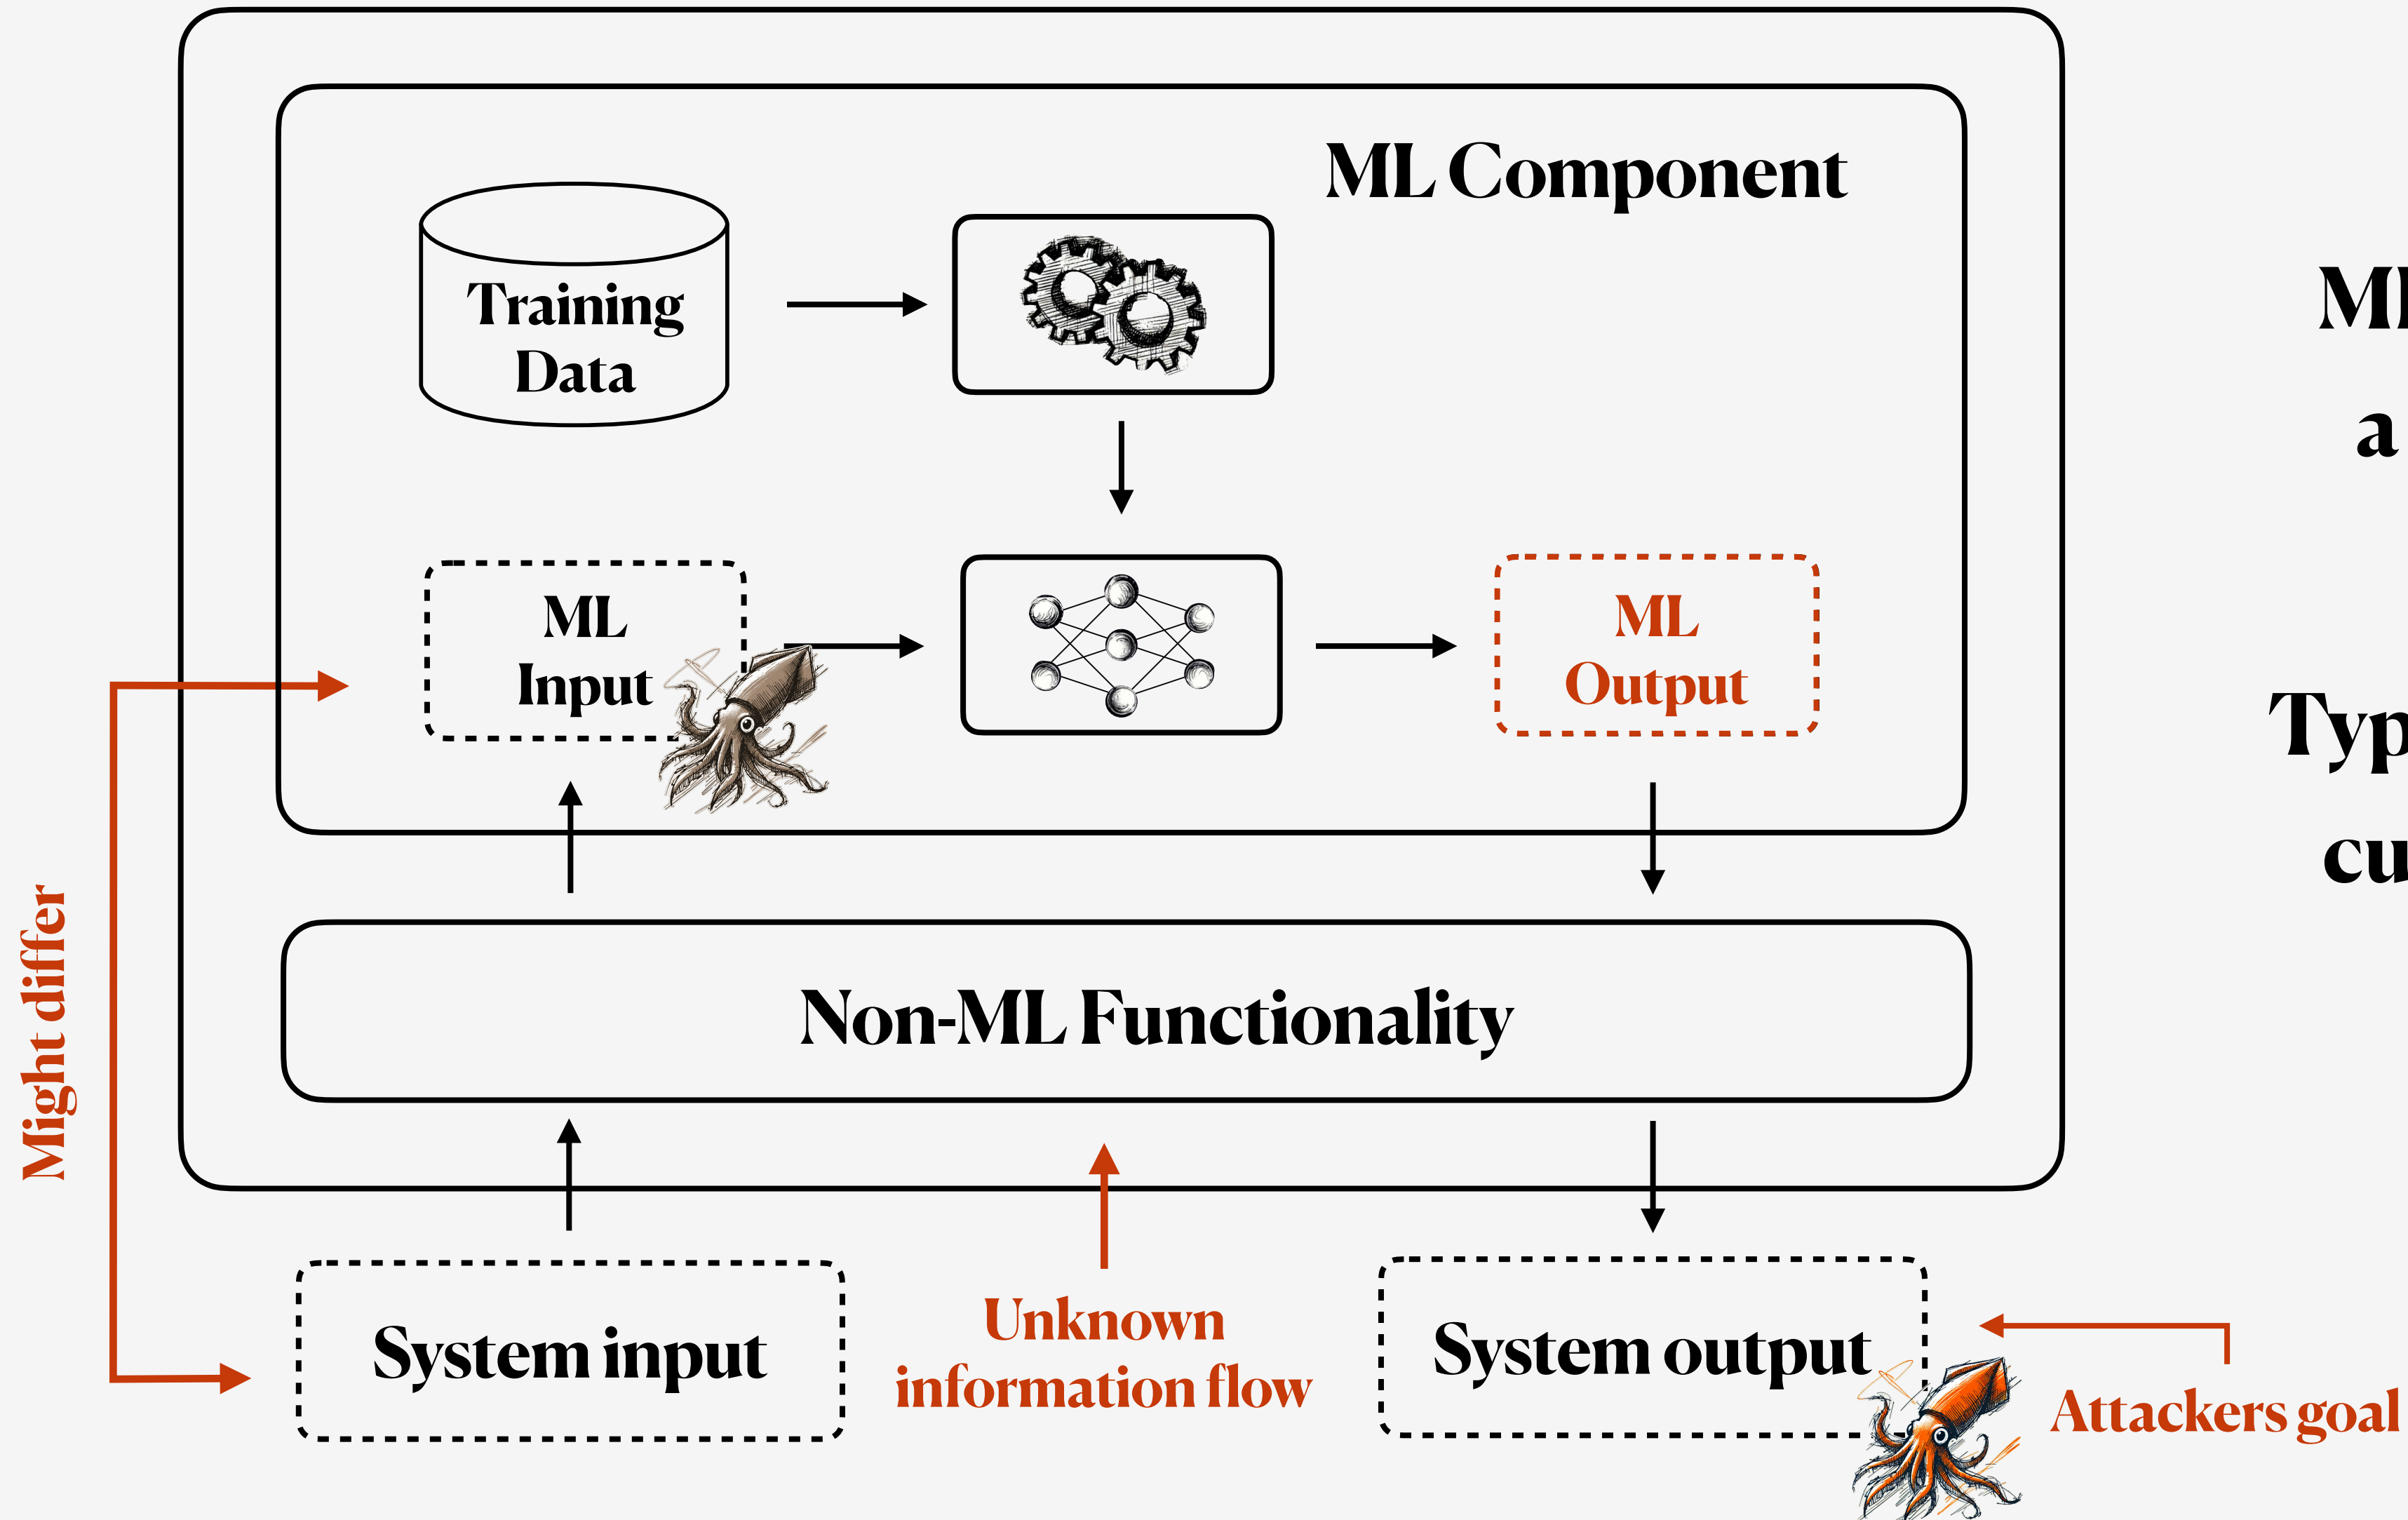 ML Component
Training
Data
ML
Input
ML
Output
Might differ
Non-ML Functionality
System input
Unknown
information flow
System output
Attackers goal
a